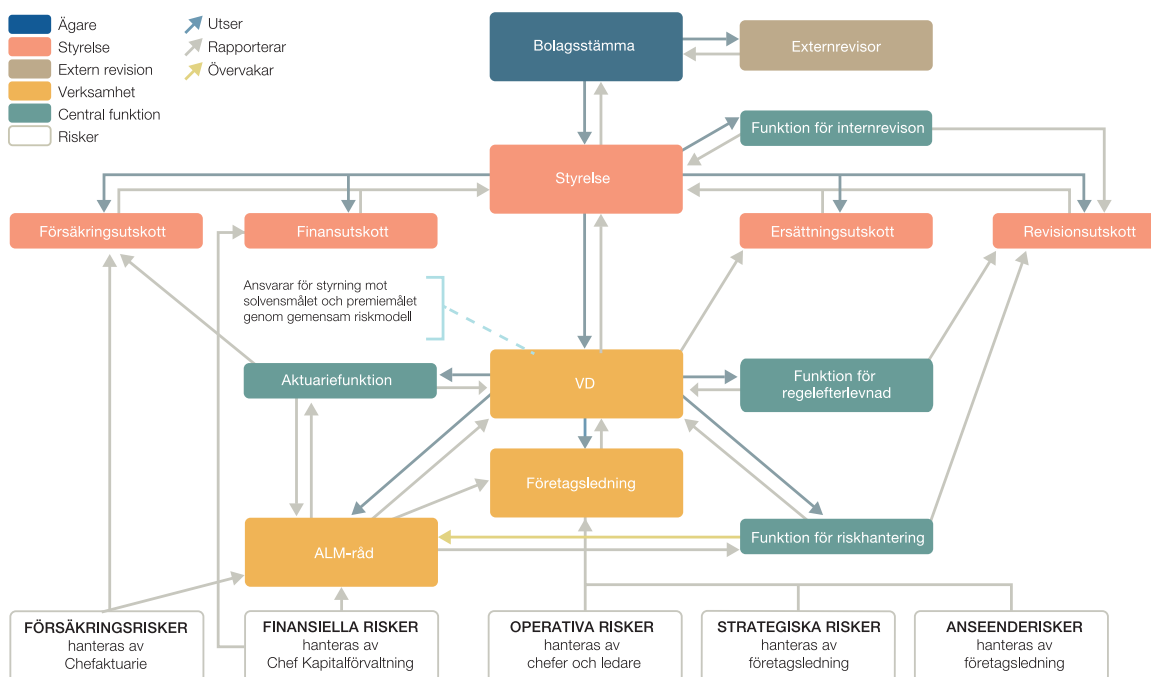 Ägare
Styrelse
Extern revision
Verksamhet
Central funktion
Risker
Utser
Rapporterar
Övervakar
Bolagsstämma
Externrevisor
Funktion för internrevison
Styrelse
Försäkringsutskott
Finansutskott
Ersättningsutskott
Revisionsutskott
Ansvarar för styrning mot
solvensmålet och premiemålet
genom gemensam riskmodell
Aktuariefunktion
VD
Funktion för
regelefterlevnad
Företagsledning
ALM-råd
Funktion för riskhantering
FÖRSÄKRINGSRISKER
hanteras av
Chefaktuarie
FINANSIELLA RISKER
hanteras av
Chef Kapitalförvaltning
OPERATIVA RISKER
hanteras av
chefer och ledare
STRATEGISKA RISKER
hanteras av
företagsledning
ANSEENDERISKER
hanteras av
företagsledning